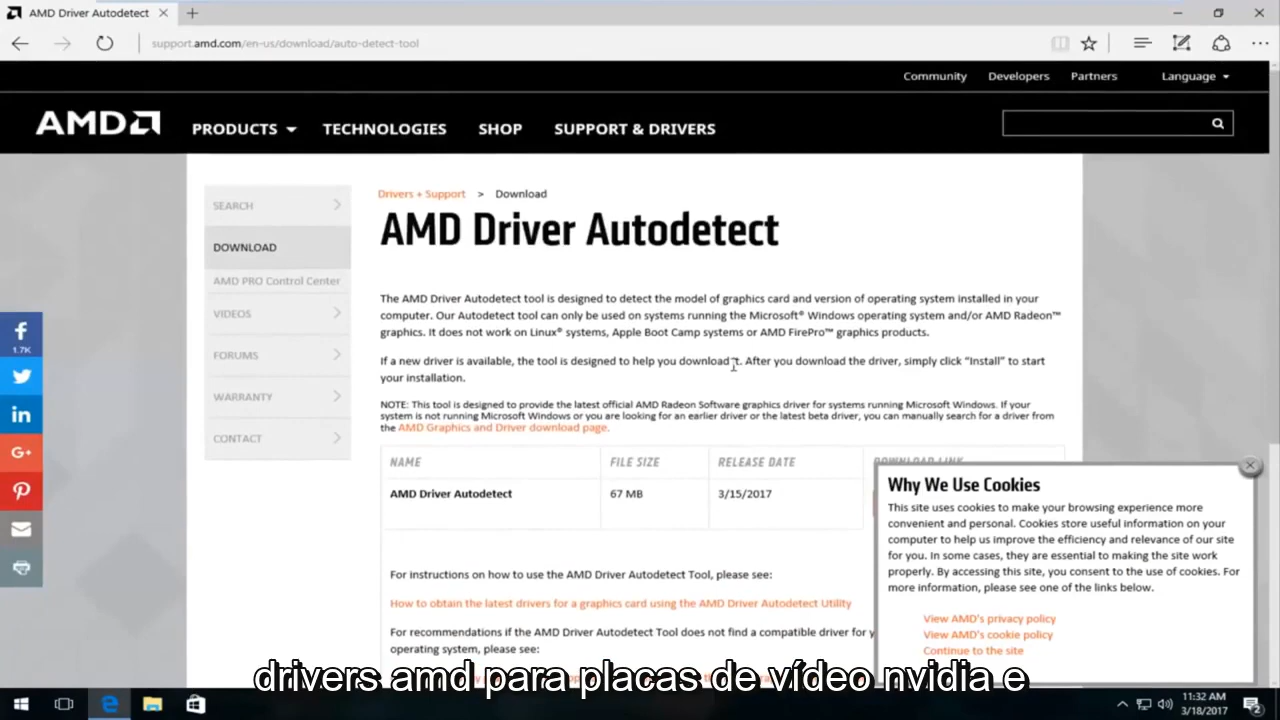 AMD Driver Autodetect
support.amd.com/en-us/download/auto-detect-tool
Community Developers Partners Language
AMD PRODUCTS TECHNOLOGIES SHOP SUPPORT & DRIVERS
SEARCH
DOWNLOAD
AMD PRO Control Center
VIDEOS
FORUMS
WARRANTY
CONTACT
1.7K
Drivers + Support > Download
AMD Driver Autodetect
The AMD Driver Autodetect tool is designed to detect the model of graphics card and version of operating system installed in your
computer. Our Autodetect tool can only be used on systems running the Microsoft® Windows operating system and/or AMD Radeon™
graphics. It does not work on Linux® systems, Apple Boot Camp systems or AMD FirePro™ graphics products.
If a new driver is available, the tool is designed to help you download it. After you download the driver, simply click “Install” to start
your installation.
NOTE: This tool is designed to provide the latest official AMD Radeon Software graphics driver for systems running Microsoft Windows. If your
system is not running Microsoft Windows or you are looking for an earlier driver or the latest beta driver, you can manually search for a driver from
the AMD Graphics and Driver download page.
NAME FILE SIZE RELEASE DATE DOWNLOAD LINK
AMD Driver Autodetect 67 MB 3/15/2017
For instructions on how to use the AMD Driver Autodetect Tool, please see:
How to obtain the latest drivers for a graphics card using the AMD Driver Autodetect Utility
For recommendations if the AMD Driver Autodetect Tool does not find a compatible driver for
operating system, please see:
Why We Use Cookies
This site uses cookies to make your browsing experience more
convenient and personal. Cookies store useful information on your
computer to help us improve the efficiency and relevance of our site
for you. In some cases, they are essential to making the site work
properly. By accessing this site, you consent to the use of cookies. For
more information, please see one of the links below.
View AMD's privacy policy
View AMD's cookie policy
Continue to the site
drivers amd para placas de vídeo nvidia e
11:32 AM
3/18/2017
2